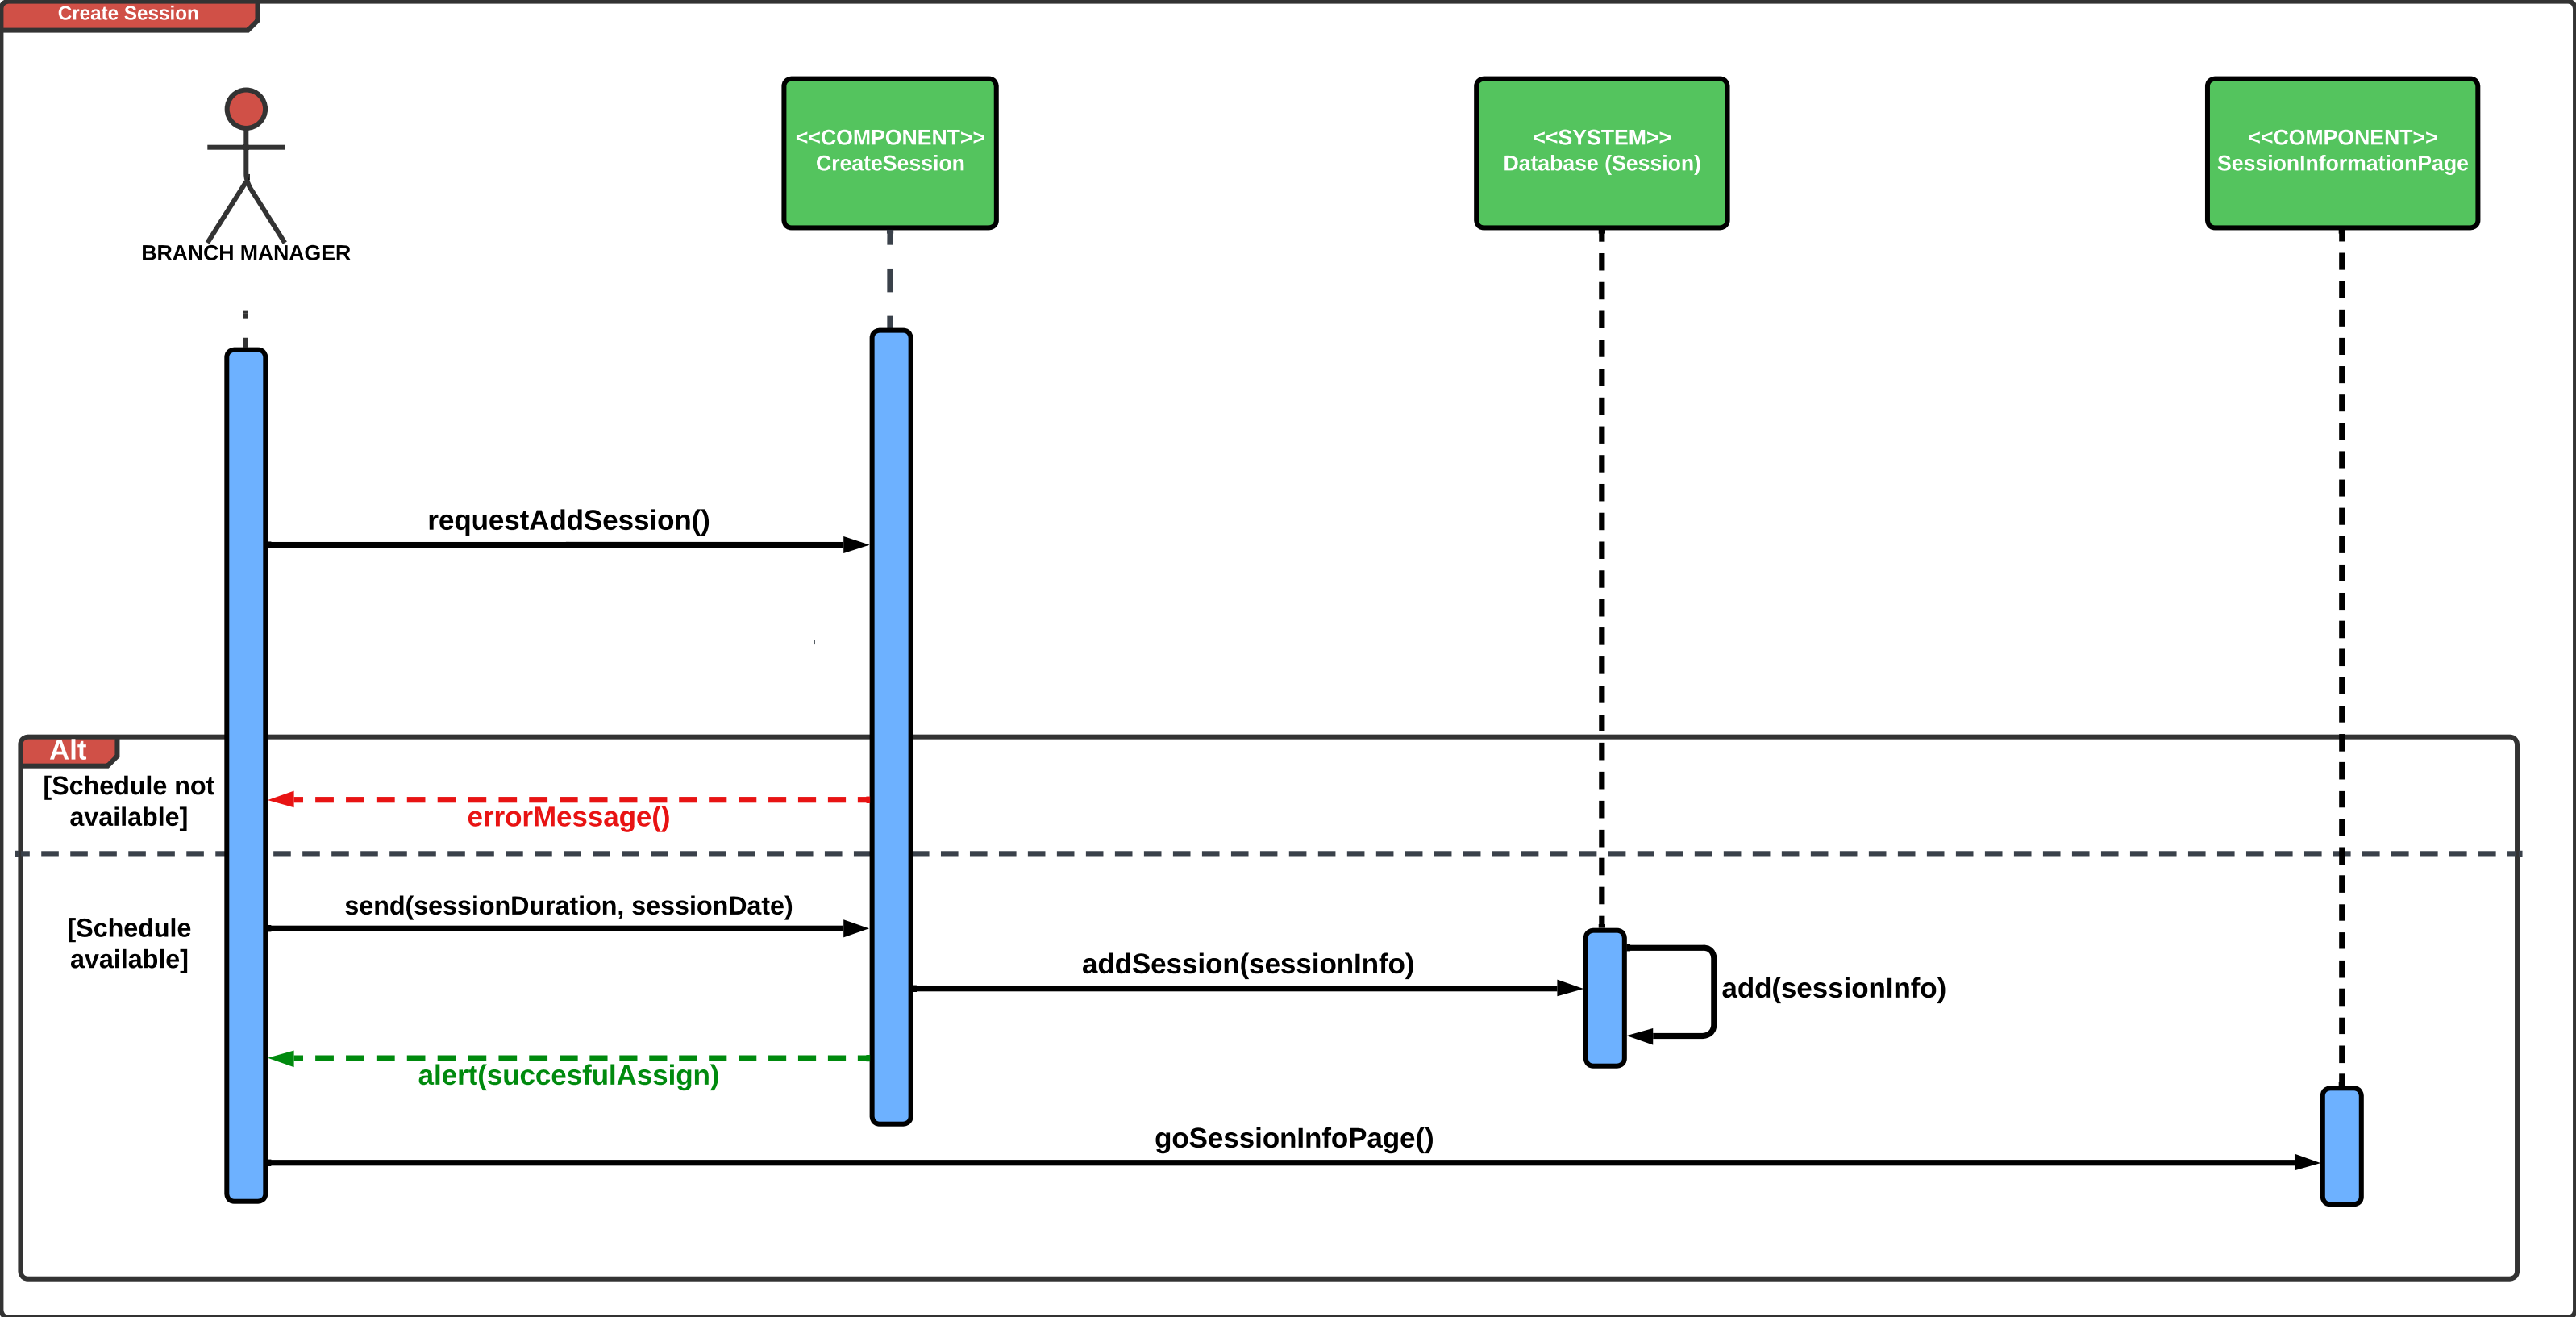 Create Session
<<COMPONENT>>
CreateSession
<<SYSTEM>>
Database (Session)
<<COMPONENT>>
SessionInformationPage
BRANCH MANAGER
requestAddSession()
Alt
[Schedule not
available]
errorMessage()
[Schedule
available]
send(sessionDuration, sessionDate)
addSession(sessionInfo)
add(sessionInfo)
alert(succesfulAssign)
goSessionInfoPage()